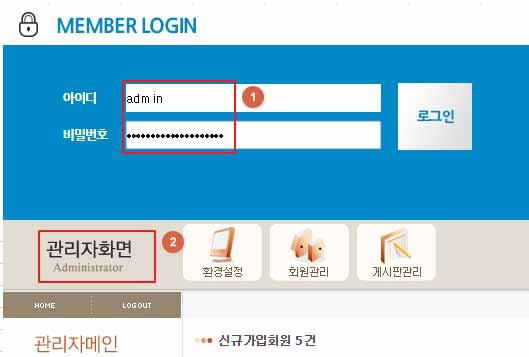 MEMBER LOGIN
아이디 admin 1
로그인
비밀번호 ••••••••••••••••••••
관리자화면 2
Administrator
환경설정 회원관리 게시판관리
HOME LOGOUT
관리자메인 신규가입회원 5건